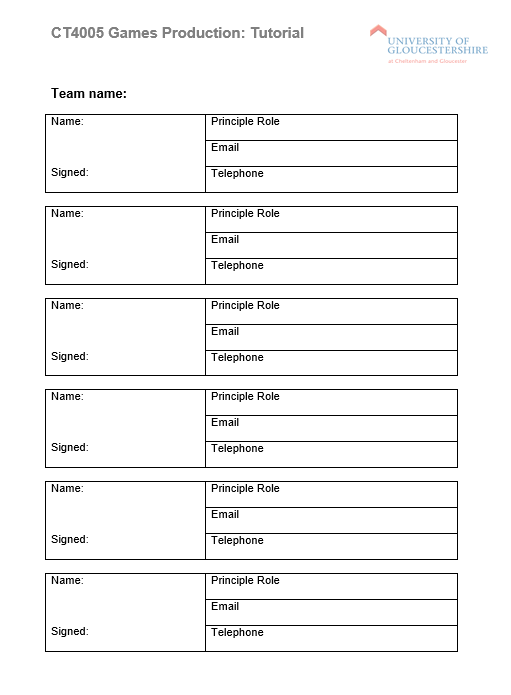 CT4005 Games Production: Tutorial
UNIVERSITY OF
GLOUCESTERSHIRE
at Cheltenham and Gloucester
Team name:
Name:
Principle Role
Email
Signed:
Telephone
Name:
Principle Role
Email
Signed:
Telephone
Name:
Principle Role
Email
Signed:
Telephone
Name:
Principle Role
Email
Signed:
Telephone
Name:
Principle Role
Email
Signed:
Telephone
Name:
Principle Role
Email
Signed:
Telephone